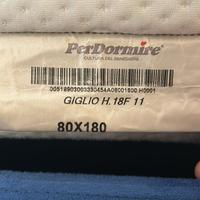 PerDormire
CULTURA DEL BENESSERE
GIGLIO H.18F 11
80X180